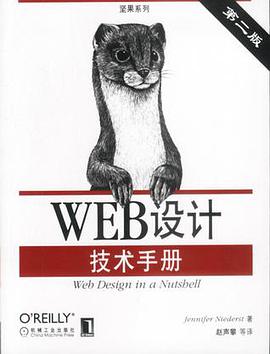 坚果系列
第二版
WEB设计
技术手册
Web Design in a Nutshell
Jennifer Niederst 著
O'REILLY®
机械工业出版社
China Machine Press
赵声攀 等译